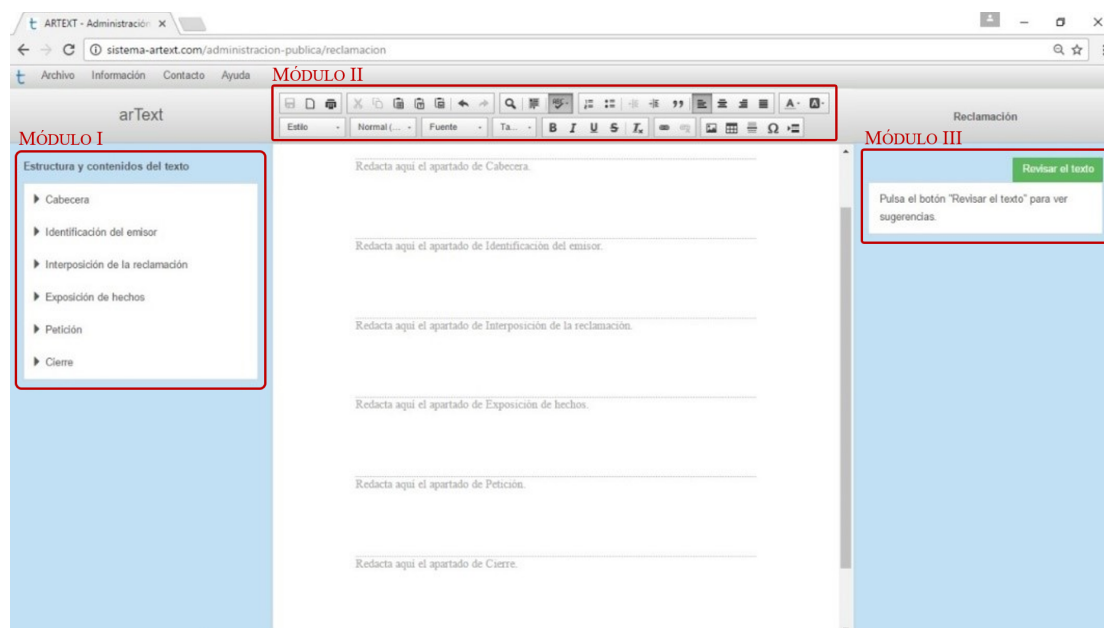 ARTEXT - Administración
sistema-artext.com/administracion-publica/reclamacion
Archivo Información Contacto Ayuda
MÓDULO II
arText
Estilo Normal (... Fuente Ta...
B I U S Ix
Reclamación
MÓDULO I
MÓDULO III
Estructura y contenidos del texto
Cabecera
Identificación del emisor
Interposición de la reclamación
Exposición de hechos
Petición
Cierre
Redacta aquí el apartado de Cabecera.
Redacta aquí el apartado de Identificación del emisor.
Redacta aquí el apartado de Interposición de la reclamación.
Redacta aquí el apartado de Exposición de hechos.
Redacta aquí el apartado de Petición.
Redacta aquí el apartado de Cierre.
Revisar el texto
Pulsa el botón "Revisar el texto" para ver
sugerencias.